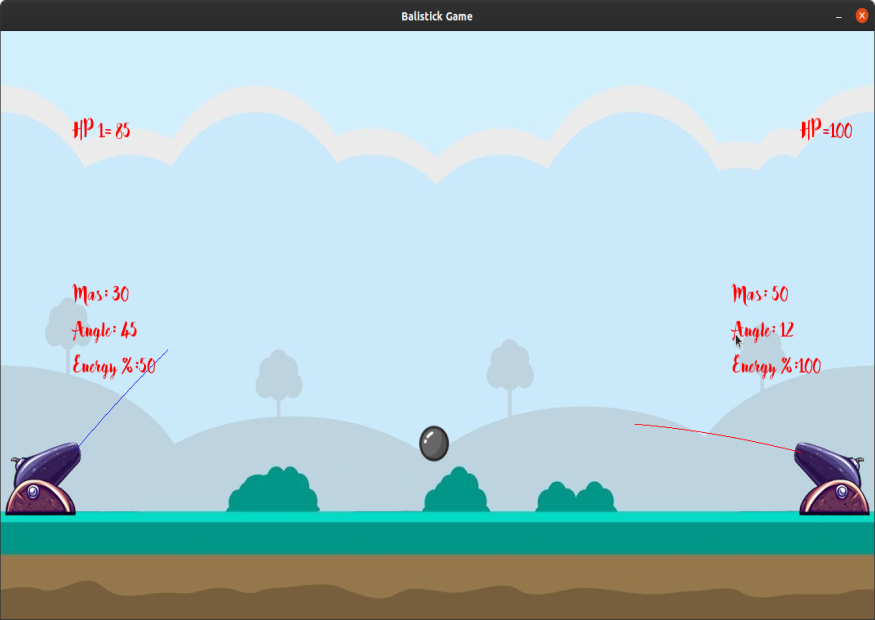 Balistick Game
HP 1= 85
HP =100
Mas: 30
Angle: 45
Energy %:50
Mas: 50
Angle: 12
Energy %:100